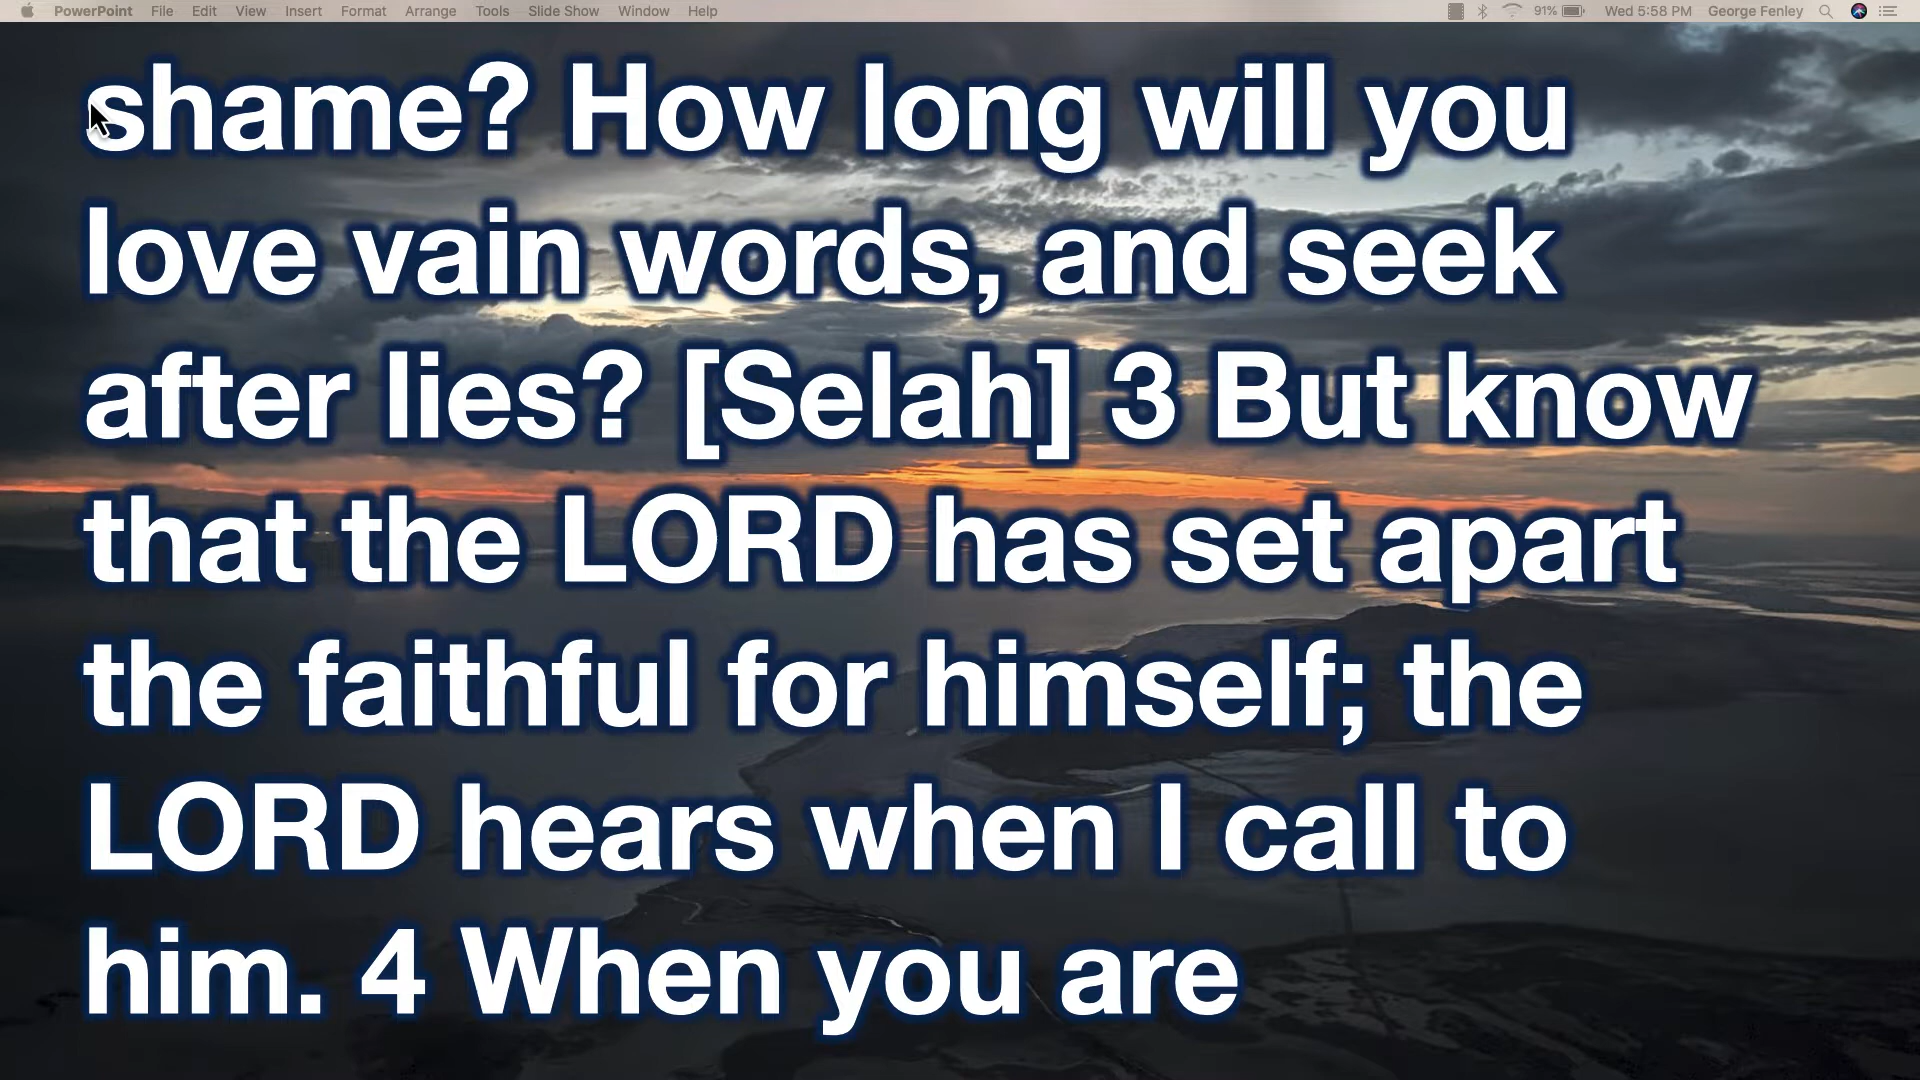 PowerPoint File Edit View Insert Format Arrange Tools Slide Show Window Help 91% Wed 5:58 PM George Fenley
shame? How long will you
love vain words, and seek
after lies? [Selah] 3 But know
that the LORD has set apart
the faithful for himself; the
LORD hears when I call to
him. 4 When you are